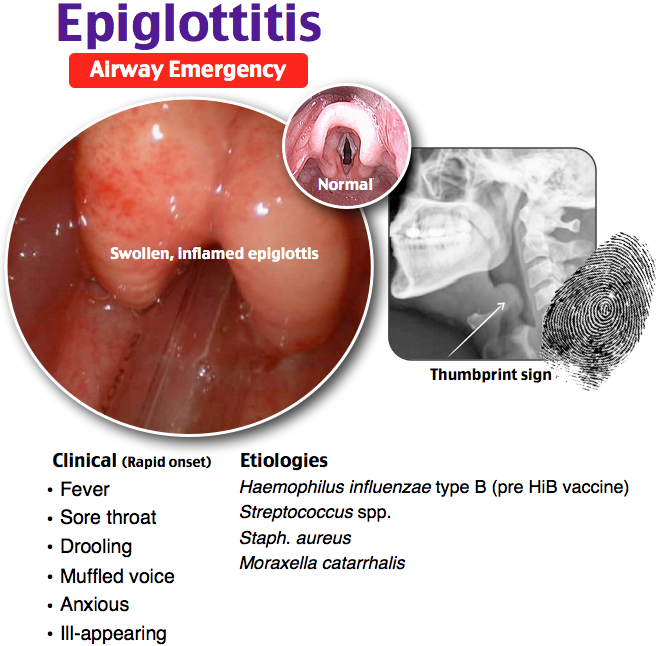 Epiglottitis
Airway Emergency
Normal
Swollen, inflamed epiglottis
Thumbprint sign
Clinical (Rapid onset)
• Fever
• Sore throat
• Drooling
• Muffled voice
• Anxious
• Ill-appearing
Etiologies
Haemophilus influenzae type B (pre HiB vaccine)
Streptococcus spp.
Staph. aureus
Moraxella catarrhalis